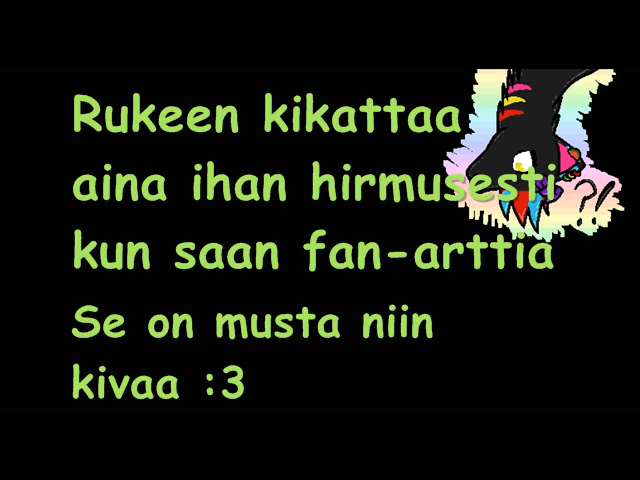 Rukeen kikattaa
aina ihan hirmusesti
kun saan fan-arttia
Se on musta niin
kivaa :3
?!